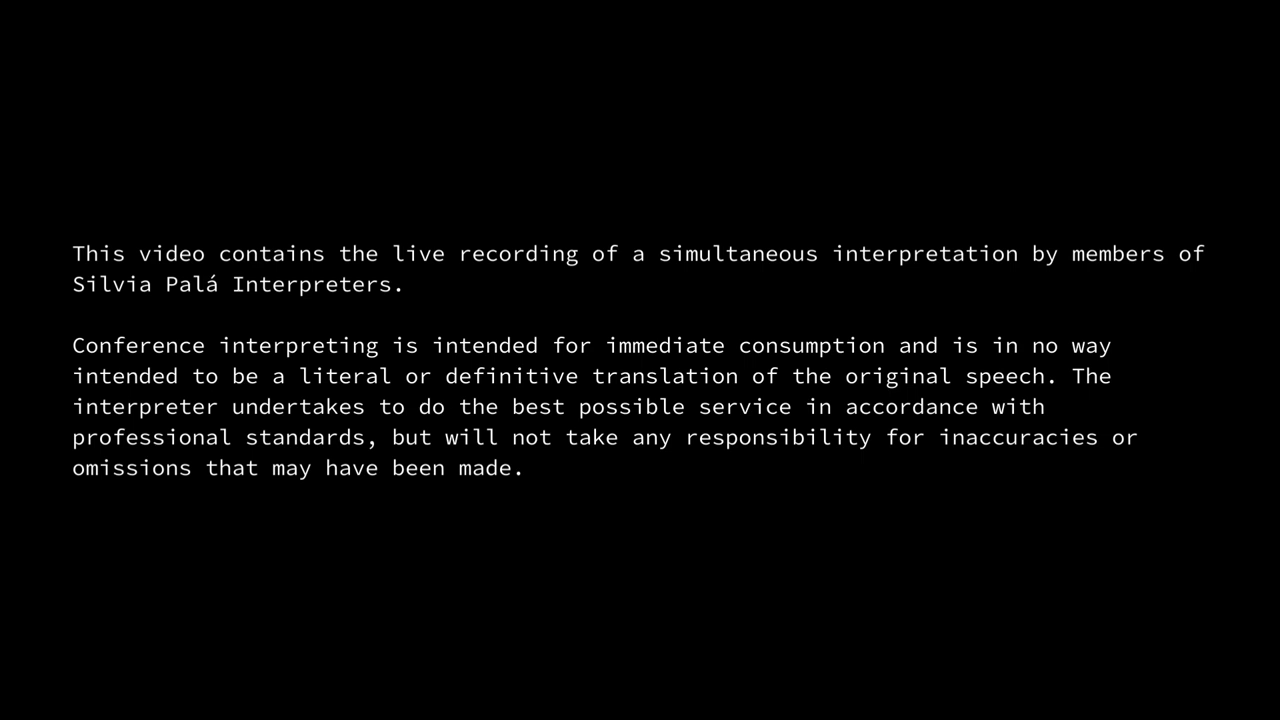 This video contains the live recording of a simultaneous interpretation by members of
Silvia Palá Interpreters.
Conference interpreting is intended for immediate consumption and is in no way
intended to be a literal or definitive translation of the original speech. The
interpreter undertakes to do the best possible service in accordance with
professional standards, but will not take any responsibility for inaccuracies or
omissions that may have been made.